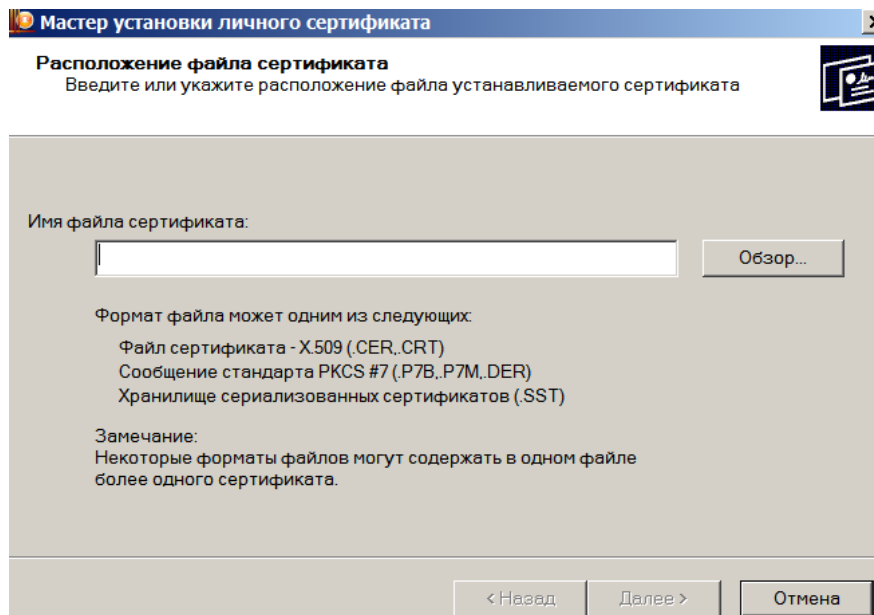 Мастер установки личного сертификата
Расположение файла сертификата
Введите или укажите расположение файла устанавливаемого сертификата
Имя файла сертификата:
Обзор...
Формат файла может одним из следующих:
Файл сертификата - X.509 (.CER,.CRT)
Сообщение стандарта PKCS #7 (.P7B,.P7M,.DER)
Хранилище сериализованных сертификатов (.SST)
Замечание:
Некоторые форматы файлов могут содержать в одном файле
более одного сертификата.
< Назад
Далее >
Отмена